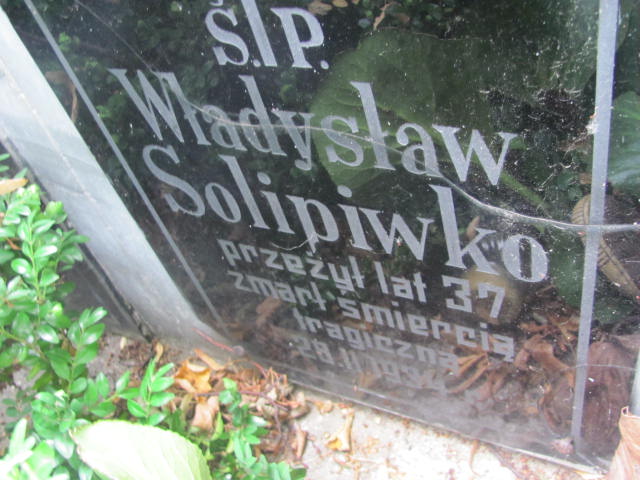 Ś.P.
Władysław
Solipiwko
przeżył lat 37
zmarł śmiercią
tragiczną